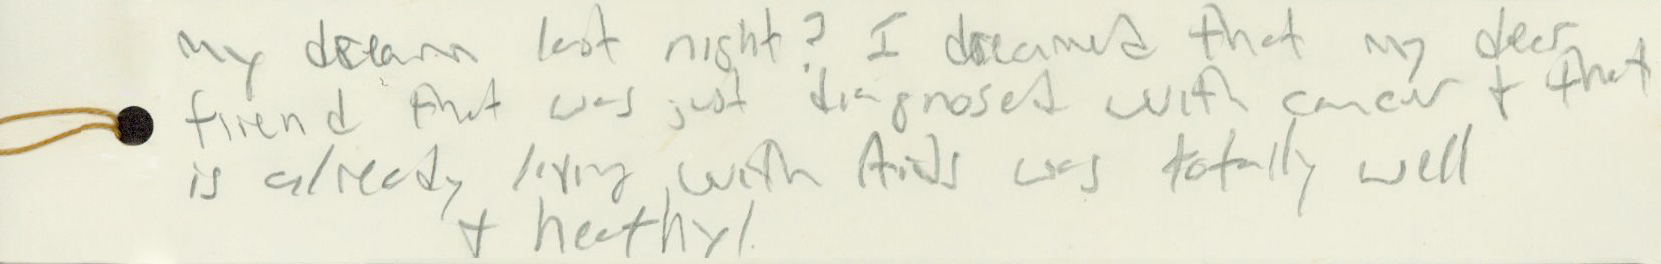 my dream last night? I dreamed that my dear
friend that was just diagnosed with cancer + that
is already living with Aids was totally well
+ heathy!